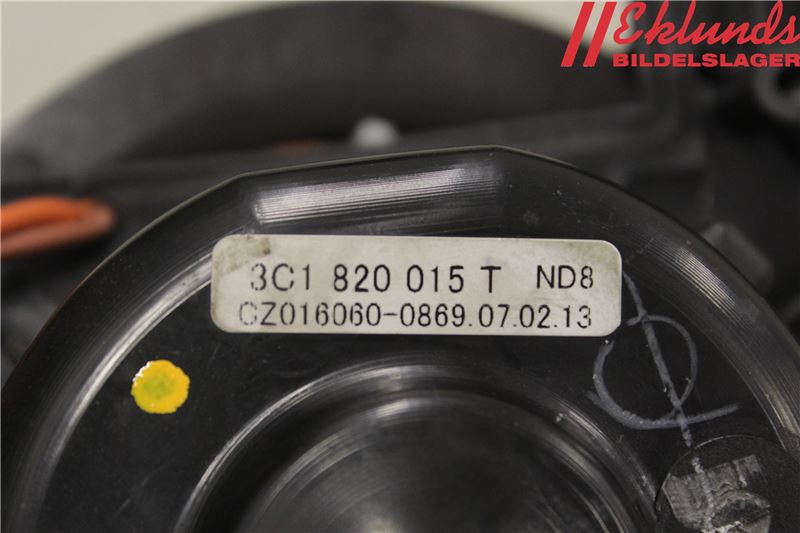 Eklunds
BILDELSLAGER
3C1 820 015 T ND8
CZ016060-0869.07.02.13